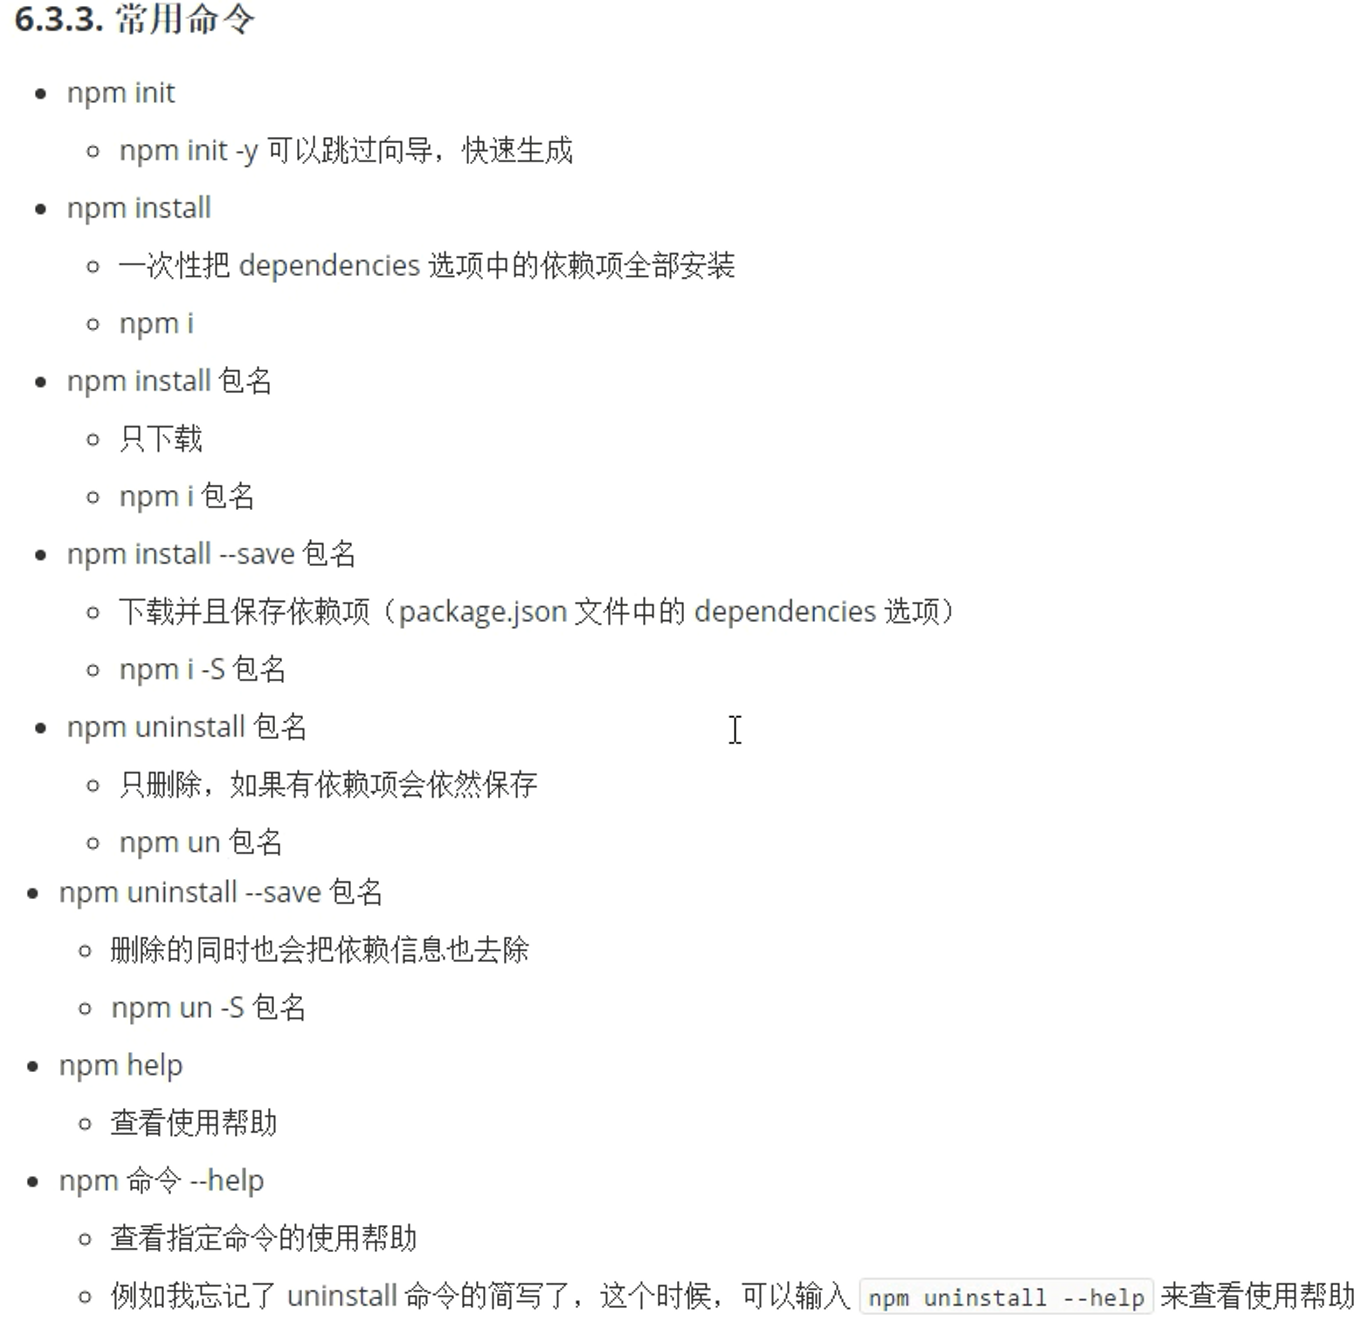 6.3.3. 常用命令
npm init
npm init -y 可以跳过向导，快速生成
npm install
一次性把 dependencies 选项中的依赖项全部安装
npm i
npm install 包名
只下载
npm i 包名
npm install --save 包名
下载并且保存依赖项（package.json 文件中的 dependencies 选项）
npm i -S 包名
npm uninstall 包名
只删除，如果有依赖项会依然保存
npm un 包名
npm uninstall --save 包名
删除的同时也会把依赖信息也去除
npm un -S 包名
npm help
查看使用帮助
npm 命令 --help
查看指定命令的使用帮助
例如我忘记了 uninstall 命令的简写了，这个时候，可以输入 npm uninstall --help 来查看使用帮助